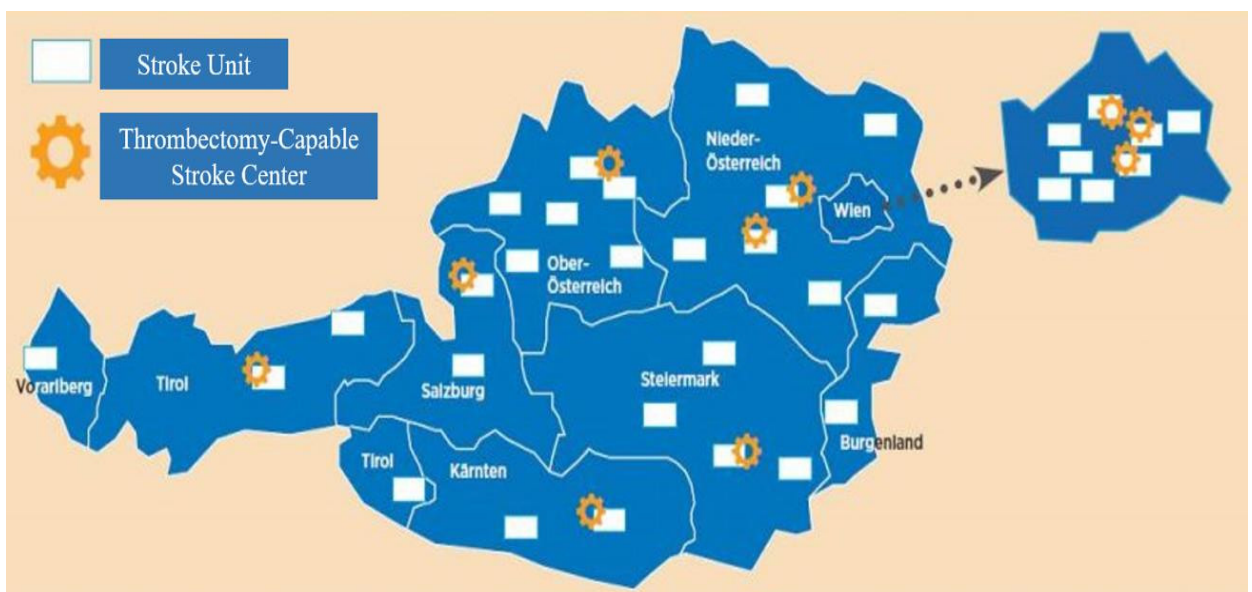 Stroke Unit
Thrombectomy-Capable
Stroke Center
Nieder-
Österreich
Wien
Ober-
Österreich
Vorarlberg
Tirol
Salzburg
Steiermark
Burgenland
Tirol
Kärnten